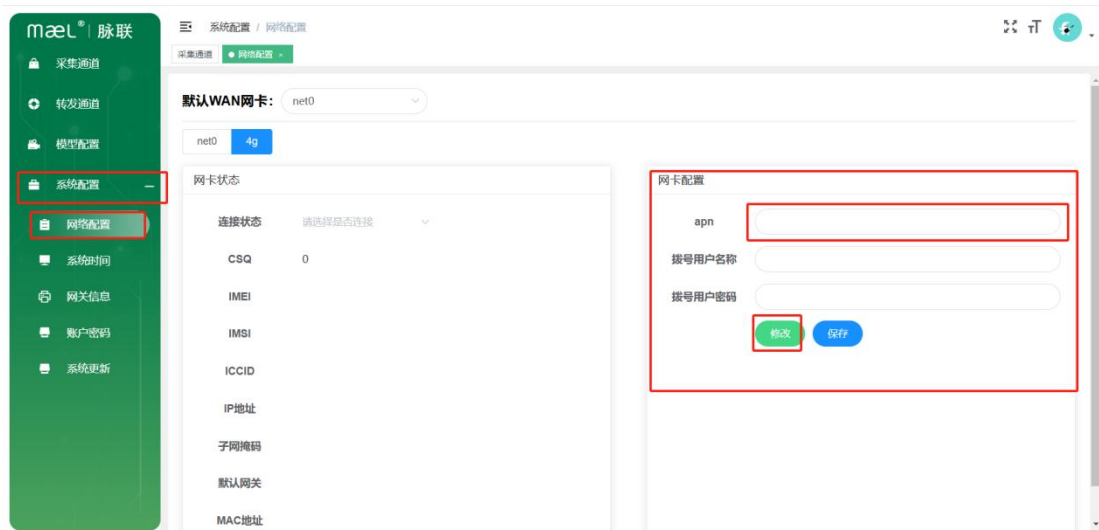 mæL®|脉联
采集通道
转发通道
模型配置
系统配置
网络配置
系统时间
网关信息
账户密码
系统更新
系统配置 / 网络配置
采集通道 网络配置 ×
默认WAN网卡： net0
net0 4g
网卡状态
连接状态 请选择是否连接
CSQ 0
IMEI
IMSI
ICCID
IP地址
子网掩码
默认网关
MAC地址
网卡配置
apn
拨号用户名称
拨号用户密码
修改 保存